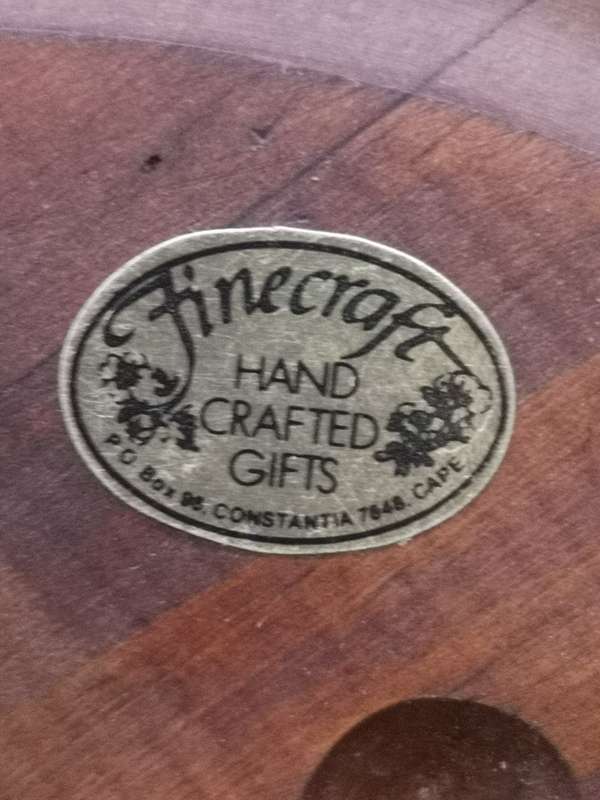 Finecraft
HAND
CRAFTED
GIFTS
P.O. Box 96, CONSTANTIA 7848, CAPE